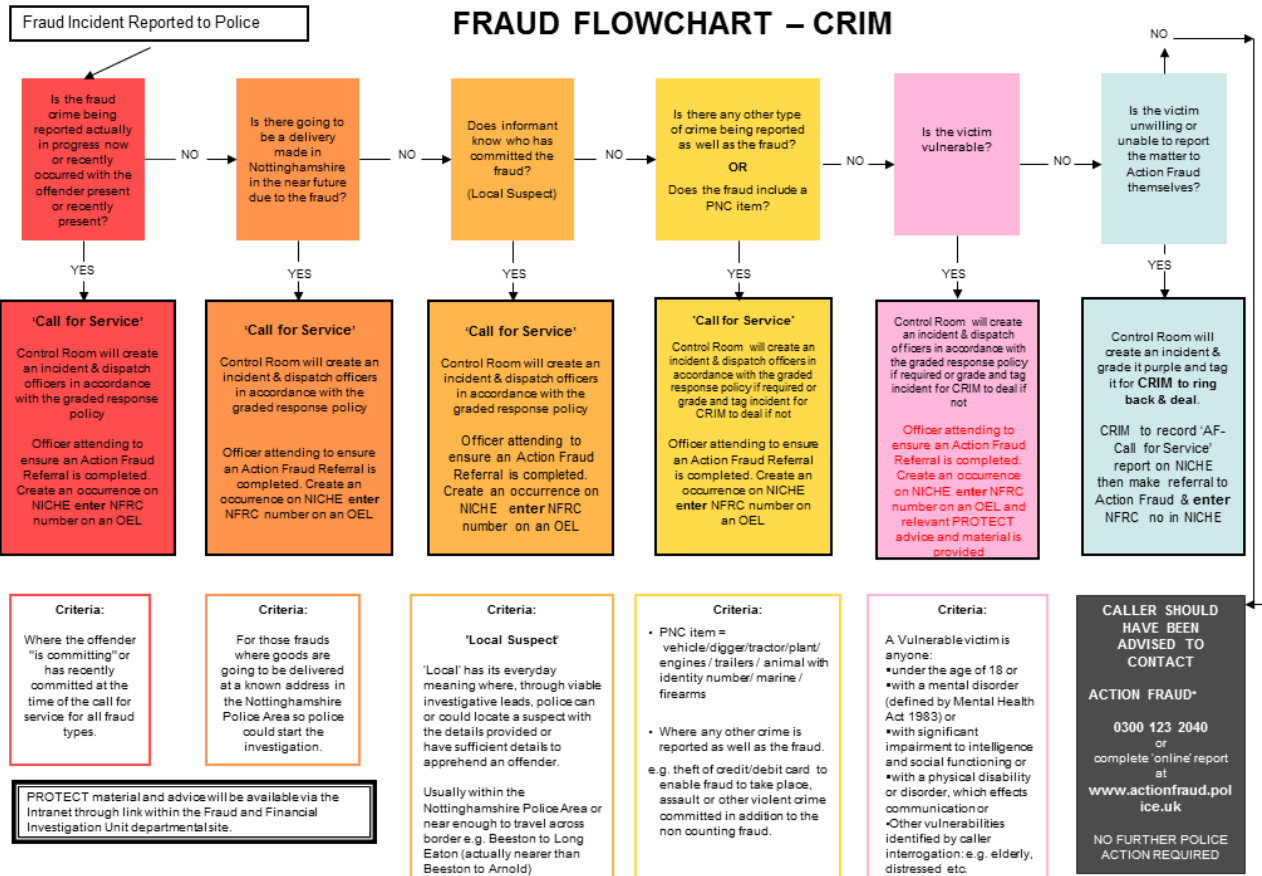 Fraud Incident Reported to Police
FRAUD FLOWCHART – CRIM
Is the fraud
crime being
reported actually
in progress now
or recently
occurred with the
offender present
or recently
present?
NO
Is there going to
be a delivery
made in
Nottinghamshire
in the near future
due to the fraud?
NO
Does informant
know who has
committed the
fraud?
(Local Suspect)
NO
Is there any other type
of crime being reported
as well as the fraud?
OR
Does the fraud include a
PNC item?
NO
Is the victim
vulnerable?
NO
Is the victim
unwilling or
unable to report
the matter to
Action Fraud
themselves?
NO
YES
YES
YES
YES
YES
YES
‘Call for Service’
Control Room will create
an incident & dispatch
officers in accordance
with the graded response
policy
Officer attending to
ensure an Action Fraud
Referral is completed.
Create an occurrence on
NICHE enter NFRC
number on an OEL
‘Call for Service’
Control Room will create an
incident & dispatch officers
in accordance with the
graded response policy
Officer attending to ensure
an Action Fraud Referral is
completed. Create an
occurrence on NICHE enter
NFRC number on an OEL
‘Call for Service’
Control Room will create an
incident & dispatch officers
in accordance with the
graded response policy
Officer attending to
ensure an Action Fraud
Referral is completed.
Create an occurrence on
NICHE enter NFRC
number on an OEL
'Call for Service'
Control Room will create an
incident & dispatch officers in
accordance with the graded
response policy if required or
grade and tag incident for
CRIM to deal if not
Officer attending to ensure
an Action Fraud Referral
is completed. Create an
occurrence on NICHE
enter NFRC number on
an OEL
Control Room will create
an incident & dispatch
officers in accordance with
the graded response policy
if required or grade and tag
incident for CRIM to deal if
not
Officer attending to
ensure an Action Fraud
Referral is completed.
Create an occurrence
on NICHE enter NFRC
number on an OEL and
relevant PROTECT
advice and material is
provided
Control Room will
create an incident &
grade it purple and tag
it for CRIM to ring
back & deal.
CRIM to record ‘AF-
Call for Service’
report on NICHE
then make referral to
Action Fraud & enter
NFRC no in NICHE
Criteria:
Where the offender
"is committing" or
has recently
committed at the
time of the call for
service for all fraud
types.
Criteria:
For those frauds
where goods are
going to be delivered
at a known address in
the Nottinghamshire
Police Area so police
could start the
investigation.
PROTECT material and advice will be available via the
Intranet through link within the Fraud and Financial
Investigation Unit departmental site.
Criteria:
'Local Suspect'
'Local' has its everyday
meaning where, through viable
investigative leads, police can
or could locate a suspect with
the details provided or
have sufficient details to
apprehend an offender.
Usually within the
Nottinghamshire Police Area or
near enough to travel across
border e.g. Beeston to Long
Eaton (actually nearer than
Beeston to Arnold)
Criteria:
• PNC item =
vehicle/digger/tractor/plant/
engines / trailers / animal with
identity number/ marine /
firearms
• Where any other crime is
reported as well as the fraud.
e.g. theft of credit/debit card to
enable fraud to take place,
assault or other violent crime
committed in addition to the
non counting fraud.
Criteria:
A Vulnerable victim is
anyone:
▪under the age of 18 or
▪with a mental disorder
(defined by Mental Health
Act 1983) or
▪with significant
impairment to intelligence
and social functioning or
▪with a physical disability
or disorder, which effects
communication or
▪Other vulnerabilities
identified by caller
interrogation: e.g. elderly,
distressed etc.
CALLER SHOULD
HAVE BEEN
ADVISED TO
CONTACT
ACTION FRAUD*
0300 123 2040
or
complete ‘online’ report
at
www.actionfraud.pol
ice.uk
NO FURTHER POLICE
ACTION REQUIRED